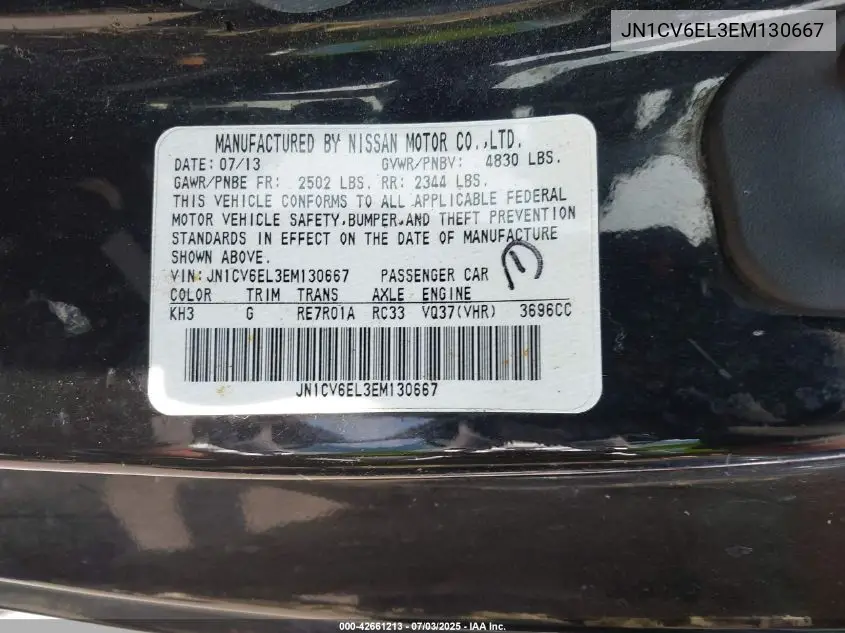 JN1CV6EL3EM130667
MANUFACTURED BY NISSAN MOTOR CO.,LTD.
DATE: 07/13 GVWR/PNBV: 4830 LBS.
GAWR/PNBE FR: 2502 LBS. RR: 2344 LBS.
THIS VEHICLE CONFORMS TO ALL APPLICABLE FEDERAL
MOTOR VEHICLE SAFETY,BUMPER,AND THEFT PREVENTION
STANDARDS IN EFFECT ON THE DATE OF MANUFACTURE
SHOWN ABOVE.
VIN: JN1CV6EL3EM130667 PASSENGER CAR
COLOR TRIM TRANS AXLE ENGINE
KH3 G RE7R01A RC33 VQ37(VHR) 3696CC
JN1CV6EL3EM130667
000-42661213 - 07/03/2025 - IAA Inc.